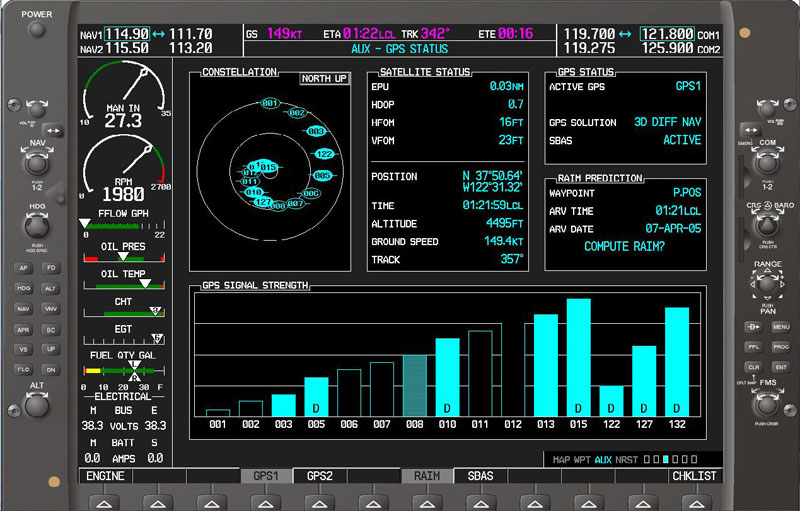 POWER
NAV1 114.90 ↔ 111.70
NAV2 115.50 113.20
GS 149KT ETA 01:22LCL TRK 342° ETE 00:16
AUX - GPS STATUS
119.700 ↔ 121.800 COM1
119.275 125.900 COM2
MAN IN
10 35
27.3
RPM
2700
1980
FFLOW GPH
0 22
OIL PRES
OIL TEMP
CHT
EGT
FUEL QTY GAL
L
R
0 10 20 30 F
ELECTRICAL
M BUS E
38.3 VOLTS 38.3
M BATT S
0.0 AMPS 0.0
CONSTELLATION
NORTH UP
001
002
003
122
005
006
007
008
127
010
011
012
015
SATELLITE STATUS
EPU 0.03NM
HDOP 0.7
HFOM 16FT
VFOM 23FT
POSITION N 37°50.64'
W122°31.32'
TIME 01:21:59LCL
ALTITUDE 4495FT
GROUND SPEED 149.4KT
TRACK 357°
GPS STATUS
ACTIVE GPS GPS1
GPS SOLUTION 3D DIFF NAV
SBAS ACTIVE
RAIM PREDICTION
WAYPOINT P.POS
ARV TIME 01:21LCL
ARV DATE 07-APR-05
COMPUTE RAIM?
GPS SIGNAL STRENGTH
D D D D D D
001 002 003 005 006 007 008 010 011 012 013 015 122 127 132
MAP WPT AUX NRST
ENGINE GPS1 GPS2 RAIM SBAS CHKLIST
NAV
PUSH
1-2
HDG
PUSH
HDG SYNC
AP FD
HDG ALT
NAV VNV
APR BC
VS UP
FLC DN
ALT
EMERG
COM
PUSH
1-2
CRS BARO
PUSH
CRS CTR
RANGE
PUSH
PAN
D MENU
FPL PROC
CLR ENT
DFLT MAP
FMS
PUSH CRSR